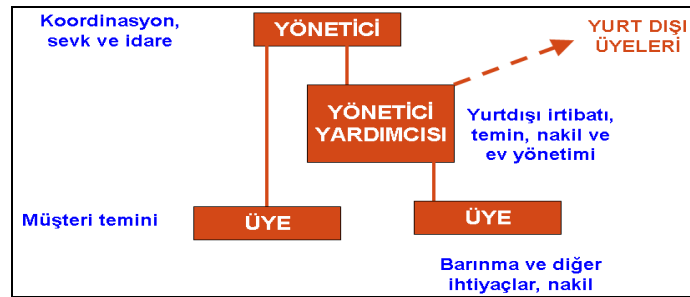 Koordinasyon,
sevk ve idare
YÖNETİCİ
YURT DIŞI
ÜYELERİ
YÖNETİCİ
YARDIMCISI
Yurtdışı irtibatı,
temin, nakil ve
ev yönetimi
Müşteri temini
ÜYE
ÜYE
Barınma ve diğer
ihtiyaçlar, nakil